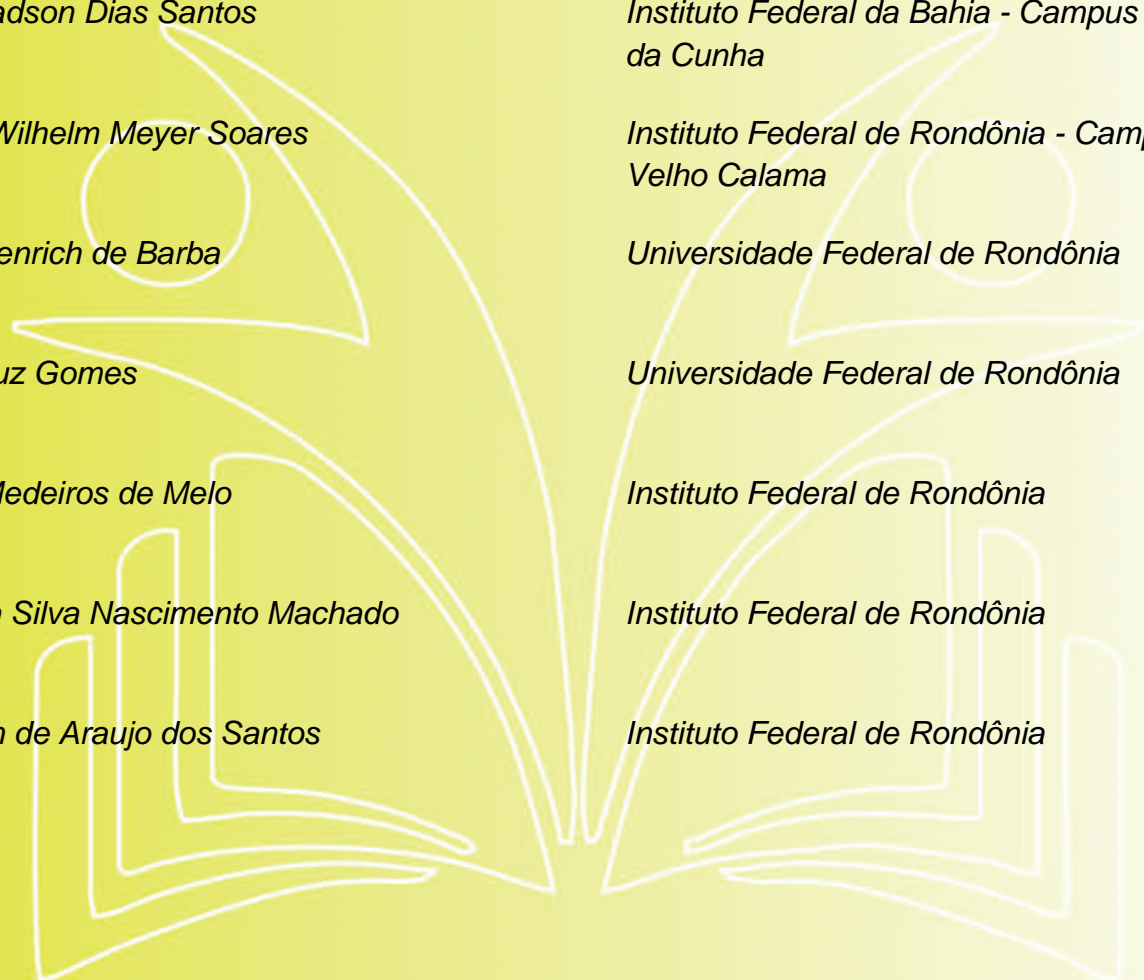 adson Dias Santos Instituto Federal da Bahia - Campus
da Cunha
Wilhelm Meyer Soares Instituto Federal de Rondônia - Camp
Velho Calama
enrich de Barba Universidade Federal de Rondônia
uz Gomes Universidade Federal de Rondônia
Medeiros de Melo Instituto Federal de Rondônia
Silva Nascimento Machado Instituto Federal de Rondônia
de Araujo dos Santos Instituto Federal de Rondônia